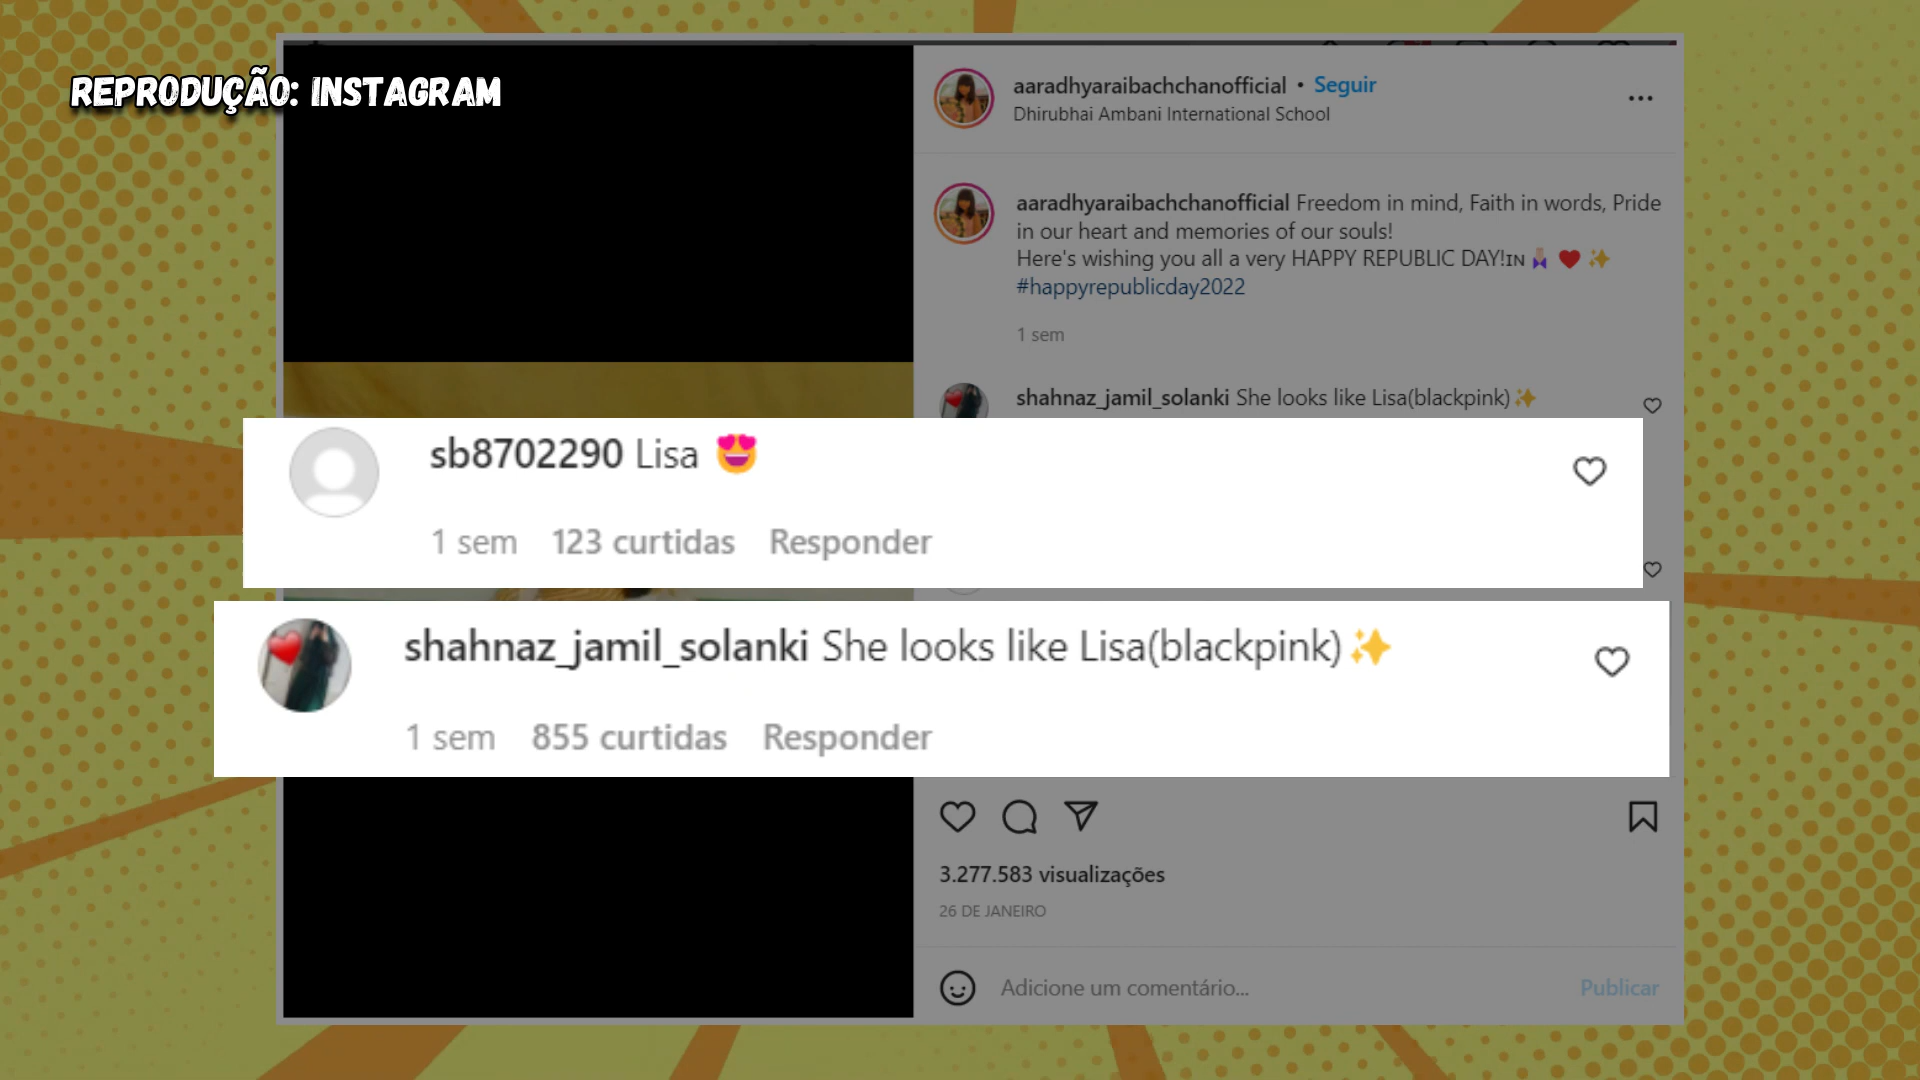 REPRODUÇÃO: INSTAGRAM
aaradhyaraibachchanofficial • Seguir
Dhirubhai Ambani International School
aaradhyaraibachchanofficial Freedom in mind, Faith in words, Pride
in our heart and memories of our souls!
Here's wishing you all a very HAPPY REPUBLIC DAY!IN
#happyrepublicday2022
1 sem
shahnaz_jamil_solanki She looks like Lisa(blackpink)✨
sb8702290 Lisa 😍
1 sem 123 curtidas Responder
shahnaz_jamil_solanki She looks like Lisa(blackpink)✨
1 sem 855 curtidas Responder
3.277.583 visualizações
26 DE JANEIRO
Adicione um comentário... Publicar